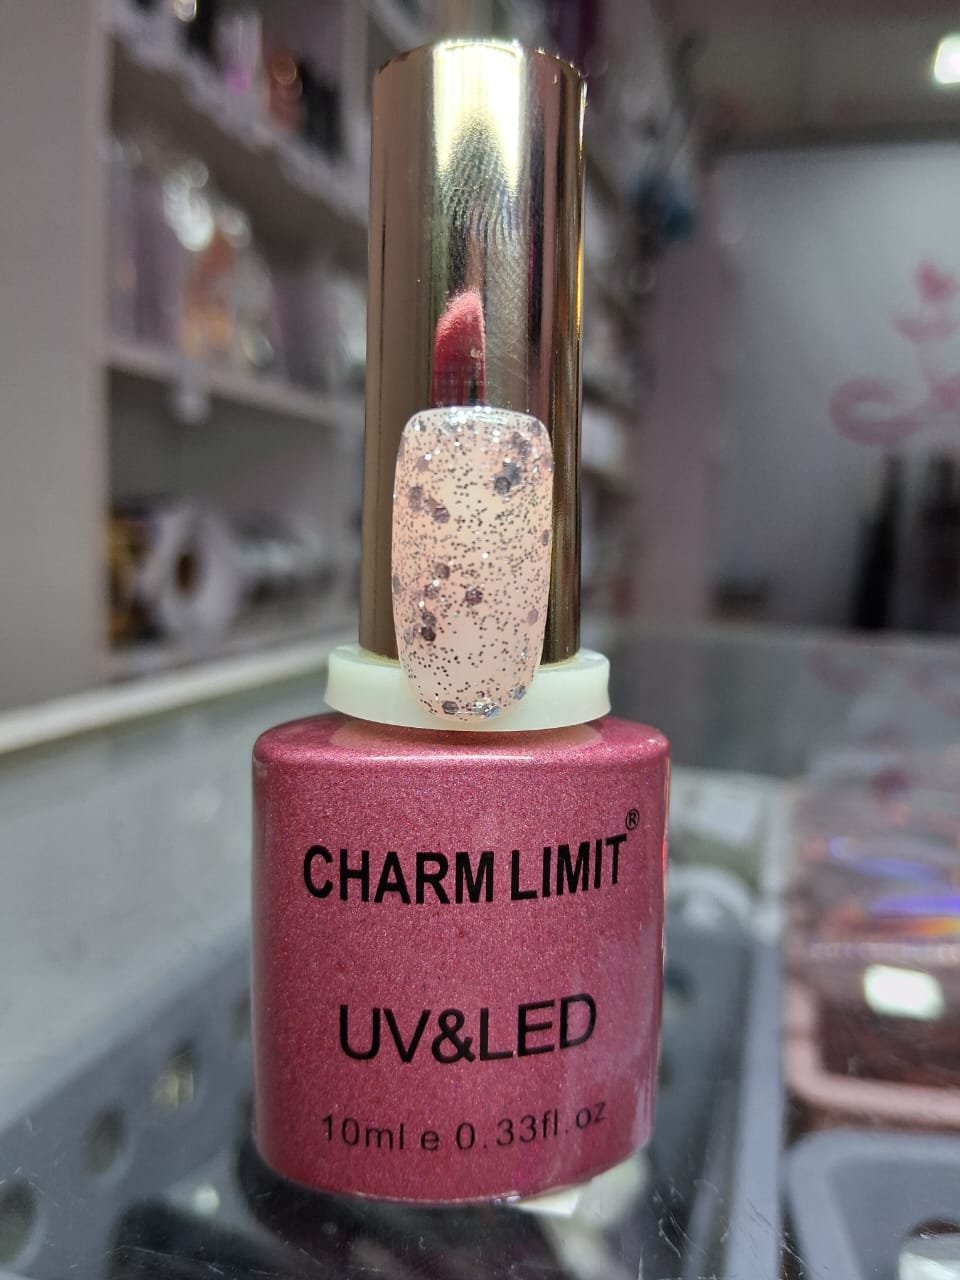 CHARM LIMIT®
UV&LED
10ml e 0.33fl.oz